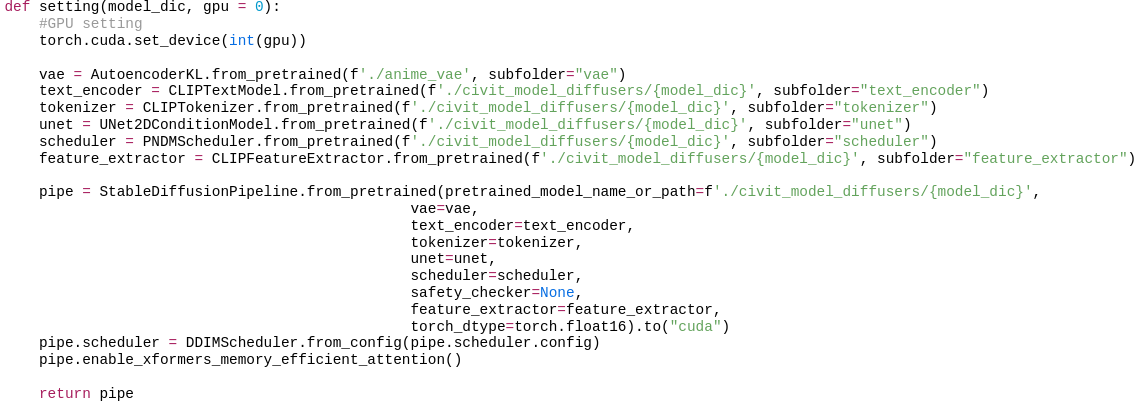 def setting(model_dic, gpu = 0):
    #GPU setting
    torch.cuda.set_device(int(gpu))

    vae = AutoencoderKL.from_pretrained(f'./anime_vae', subfolder="vae")
    text_encoder = CLIPTextModel.from_pretrained(f'./civit_model_diffusers/{model_dic}', subfolder="text_encoder")
    tokenizer = CLIPTokenizer.from_pretrained(f'./civit_model_diffusers/{model_dic}', subfolder="tokenizer")
    unet = UNet2DConditionModel.from_pretrained(f'./civit_model_diffusers/{model_dic}', subfolder="unet")
    scheduler = PNDMScheduler.from_pretrained(f'./civit_model_diffusers/{model_dic}', subfolder="scheduler")
    feature_extractor = CLIPFeatureExtractor.from_pretrained(f'./civit_model_diffusers/{model_dic}', subfolder="feature_extractor")

    pipe = StableDiffusionPipeline.from_pretrained(pretrained_model_name_or_path=f'./civit_model_diffusers/{model_dic}',
                                               vae=vae,
                                               text_encoder=text_encoder,
                                               tokenizer=tokenizer,
                                               unet=unet,
                                               scheduler=scheduler,
                                               safety_checker=None,
                                               feature_extractor=feature_extractor,
                                               torch_dtype=torch.float16).to("cuda")
    pipe.scheduler = DDIMScheduler.from_config(pipe.scheduler.config)
    pipe.enable_xformers_memory_efficient_attention()

    return pipe